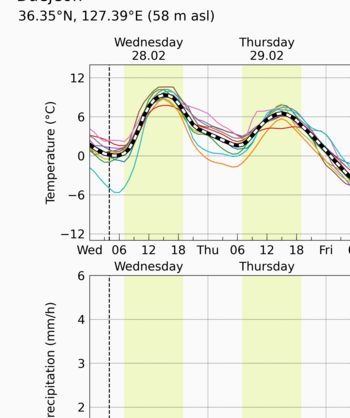 36.35°N, 127.39°E (58 m asl)
Wednesday
28.02
Thursday
29.02
Temperature (°C)
12
6
0
−6
−12
Wed 06 12 18 Thu 06 12 18 Fri
Wednesday
Thursday
6
4
3
2